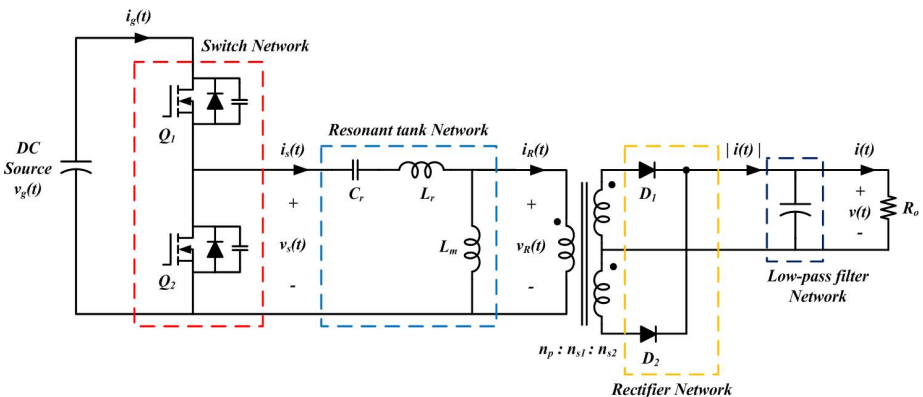 i_g(t)
Switch Network
Q_1
DC
Source
v_g(t)
Q_2
i_s(t)
+
v_s(t)
-
Resonant tank Network
C_r
L_r
L_m
i_R(t)
+
v_R(t)
-
n_p : n_s1 : n_s2
D_1
D_2
Rectifier Network
| i(t) |
i(t)
+
v(t)
-
R_o
Low-pass filter
Network